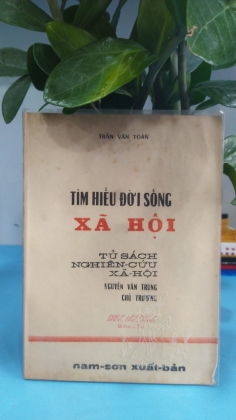 TRẦN VĂN TOÀN
TÌM HIỂU ĐỜI SỐNG
XÃ HỘI
TỦ SÁCH
NGHIÊN-CỨU
XÃ-HỘI
NGUYỄN VĂN TRUNG
CHỦ TRƯƠNG
nam-sơn xuất-bản